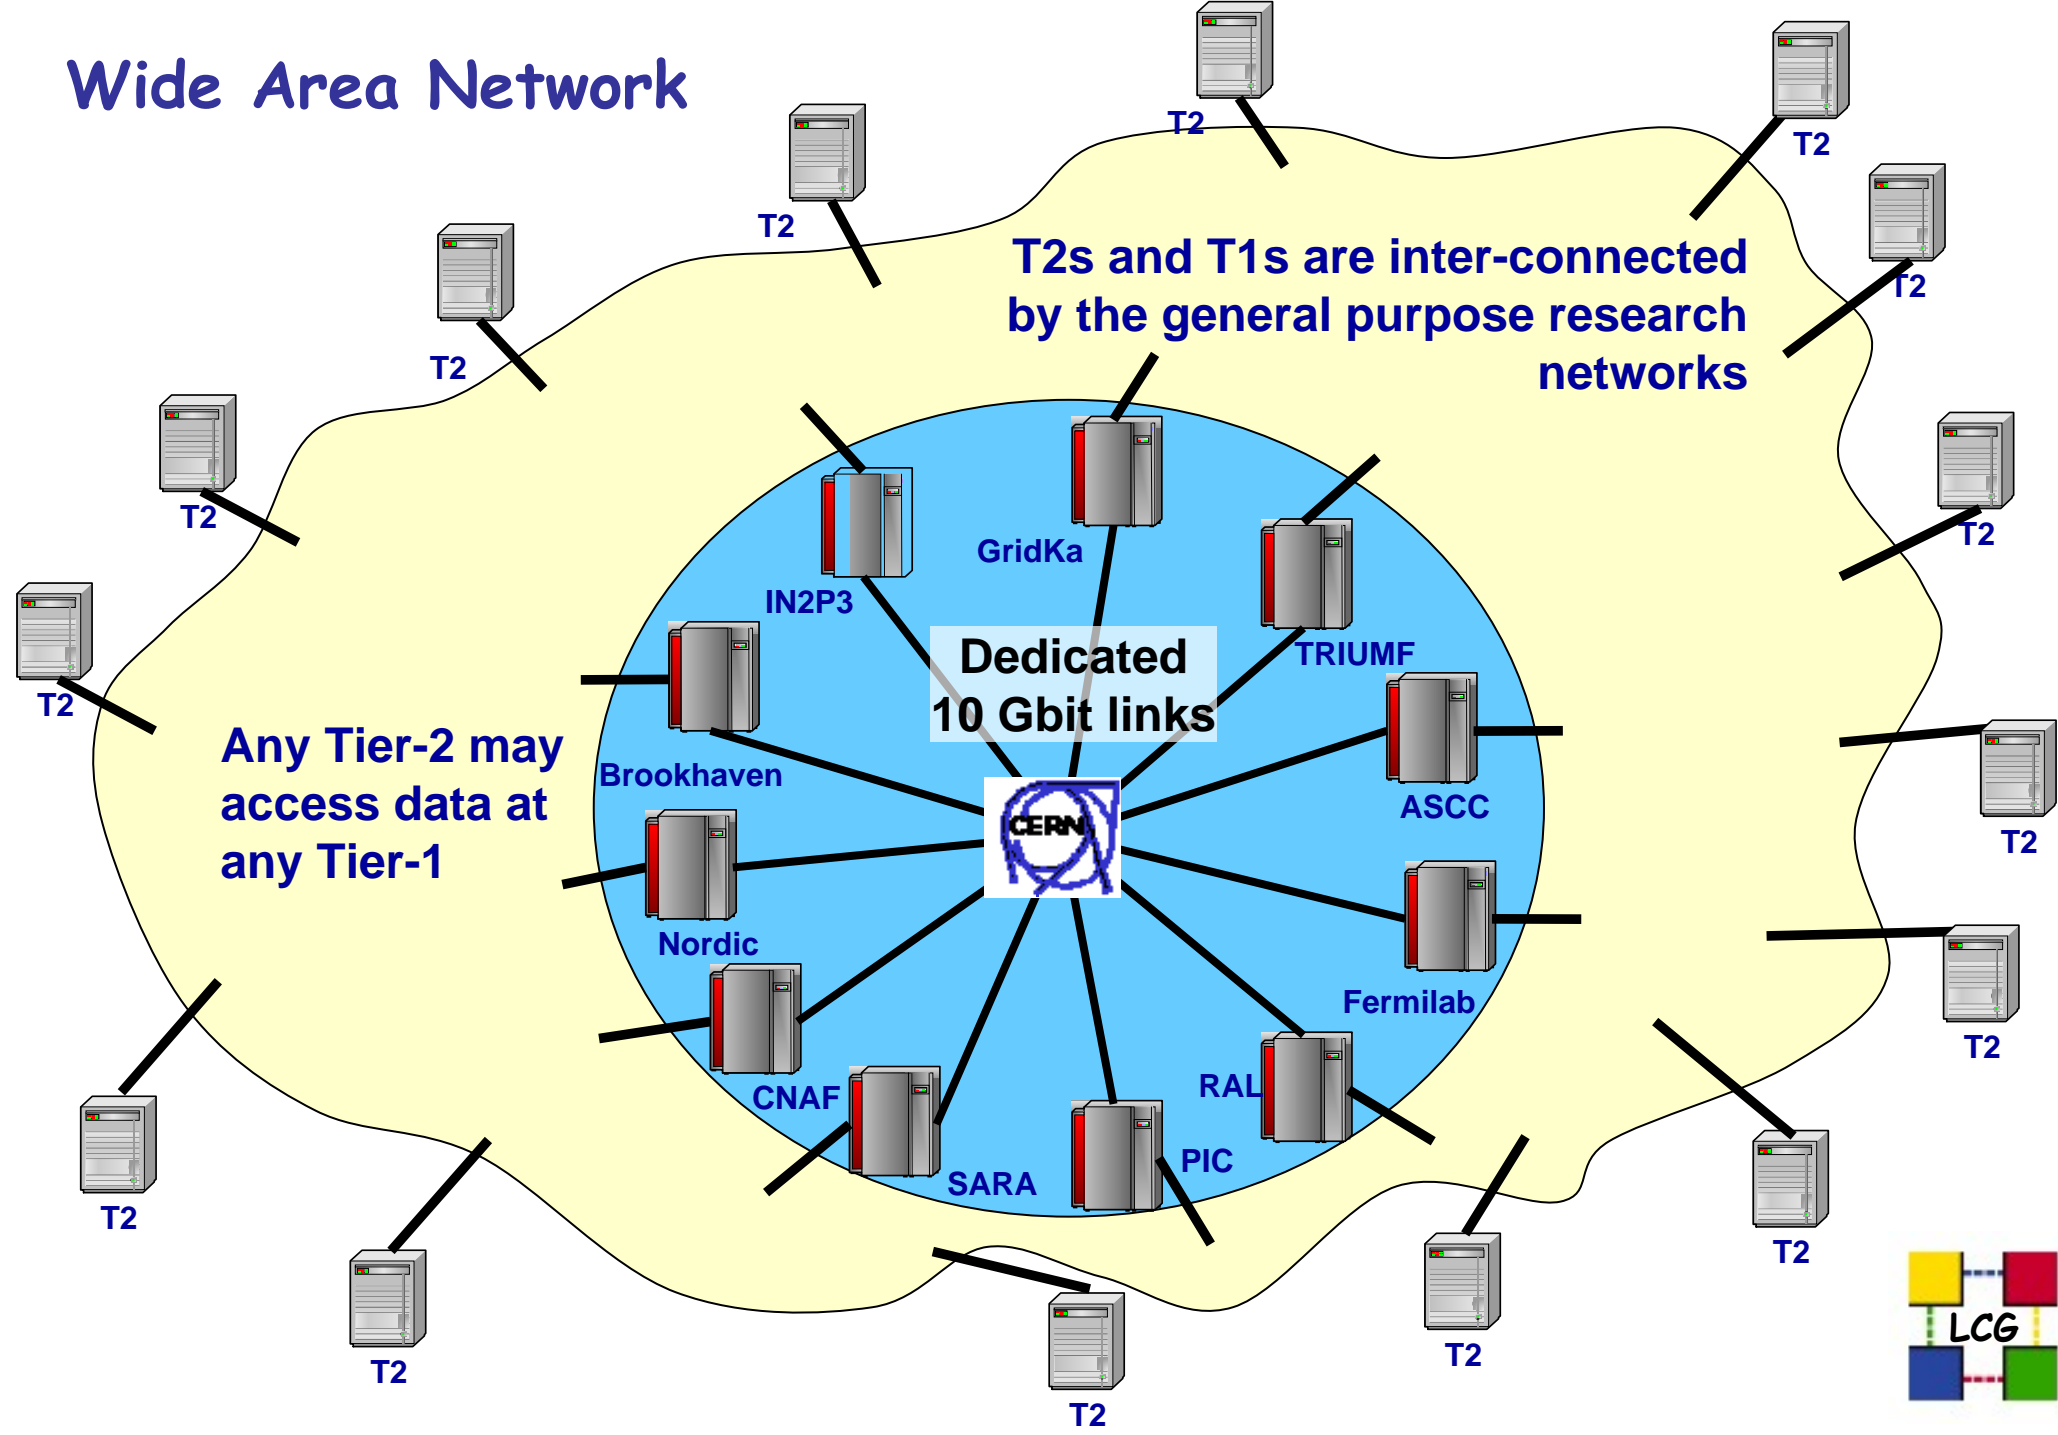 Wide Area Network
T2
T2
T2
T2
T2
T2s and T1s are inter-connected
by the general purpose research
networks
T2
T2
T2
GridKa
IN2P3
TRIUMF
Dedicated
10 Gbit links
T2
Any Tier-2 may
access data at
any Tier-1
Brookhaven
ASCC
CERN
T2
Nordic
Fermilab
T2
CNAF
RAL
PIC
SARA
T2
T2
T2
T2
T2
LCG